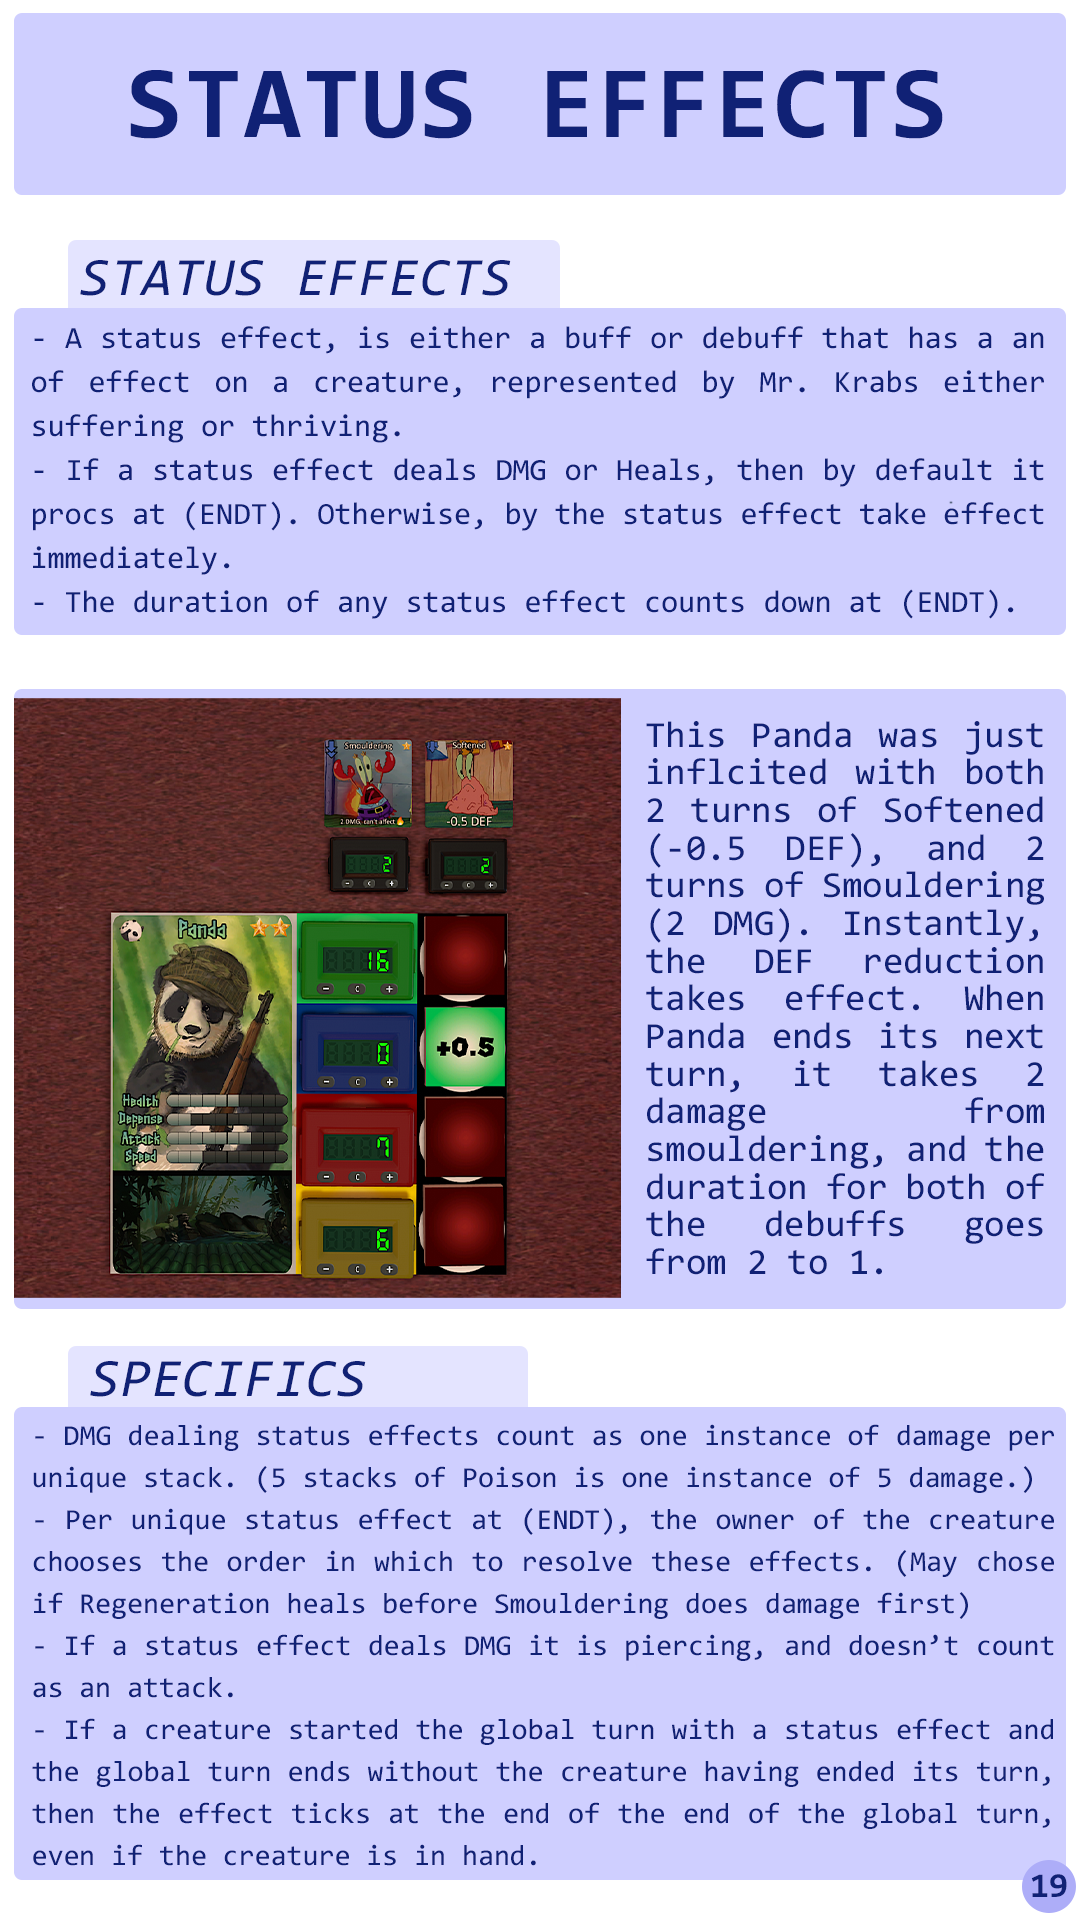 STATUS EFFECTS
STATUS EFFECTS
- A status effect, is either a buff or debuff that has a an
of effect on a creature, represented by Mr. Krabs either
suffering or thriving.
- If a status effect deals DMG or Heals, then by default it
procs at (ENDT). Otherwise, by the status effect take effect
immediately.
- The duration of any status effect counts down at (ENDT).
Smouldering
2 DMG, can't affect
Softened
-0.5 DEF
2
- C +
2
- C +
Panda
Health
Defense
Attack
Speed
16
- C +
0
- C +
7
- C +
6
- C +
+0.5
This Panda was just
inflcited with both
2 turns of Softened
(-0.5 DEF), and 2
turns of Smouldering
(2 DMG). Instantly,
the DEF reduction
takes effect. When
Panda ends its next
turn, it takes 2
damage from
smouldering, and the
duration for both of
the debuffs goes
from 2 to 1.
SPECIFICS
- DMG dealing status effects count as one instance of damage per
unique stack. (5 stacks of Poison is one instance of 5 damage.)
- Per unique status effect at (ENDT), the owner of the creature
chooses the order in which to resolve these effects. (May chose
if Regeneration heals before Smouldering does damage first)
- If a status effect deals DMG it is piercing, and doesn’t count
as an attack.
- If a creature started the global turn with a status effect and
the global turn ends without the creature having ended its turn,
then the effect ticks at the end of the end of the global turn,
even if the creature is in hand.
19